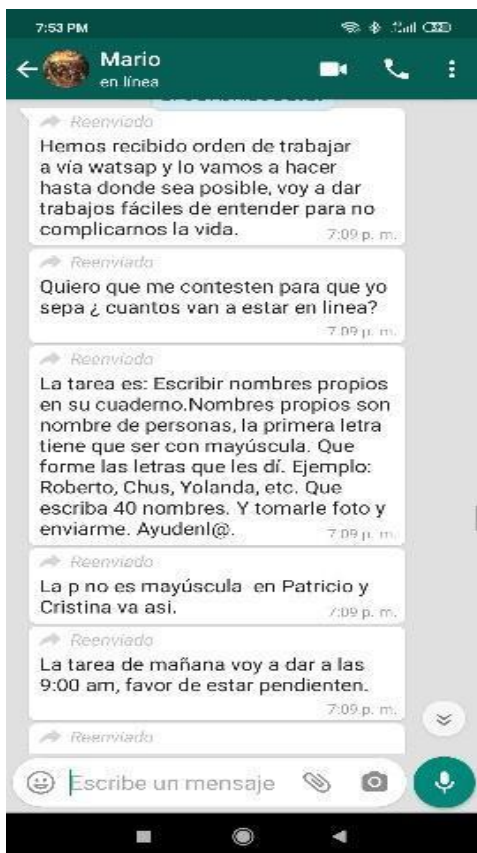 7:53 PM
Mario
en línea
Reenviado
Hemos recibido orden de trabajar
a vía watsap y lo vamos a hacer
hasta donde sea posible, voy a dar
trabajos fáciles de entender para no
complicarnos la vida.
7:09 p. m.
Reenviado
Quiero que me contesten para que yo
sepa ¿ cuantos van a estar en linea?
7:09 p. m.
Reenviado
La tarea es: Escribir nombres propios
en su cuaderno.Nombres propios son
nombre de personas, la primera letra
tiene que ser con mayúscula. Que
forme las letras que les dí. Ejemplo:
Roberto, Chus, Yolanda, etc. Que
escriba 40 nombres. Y tomarle foto y
enviarme. Ayudenl@.
7:09 p. m.
Reenviado
La p no es mayúscula en Patricio y
Cristina va asi.
7:09 p. m.
Reenviado
La tarea de mañana voy a dar a las
9:00 am, favor de estar pendienten.
7:09 p. m.
Reenviado
Escribe un mensaje